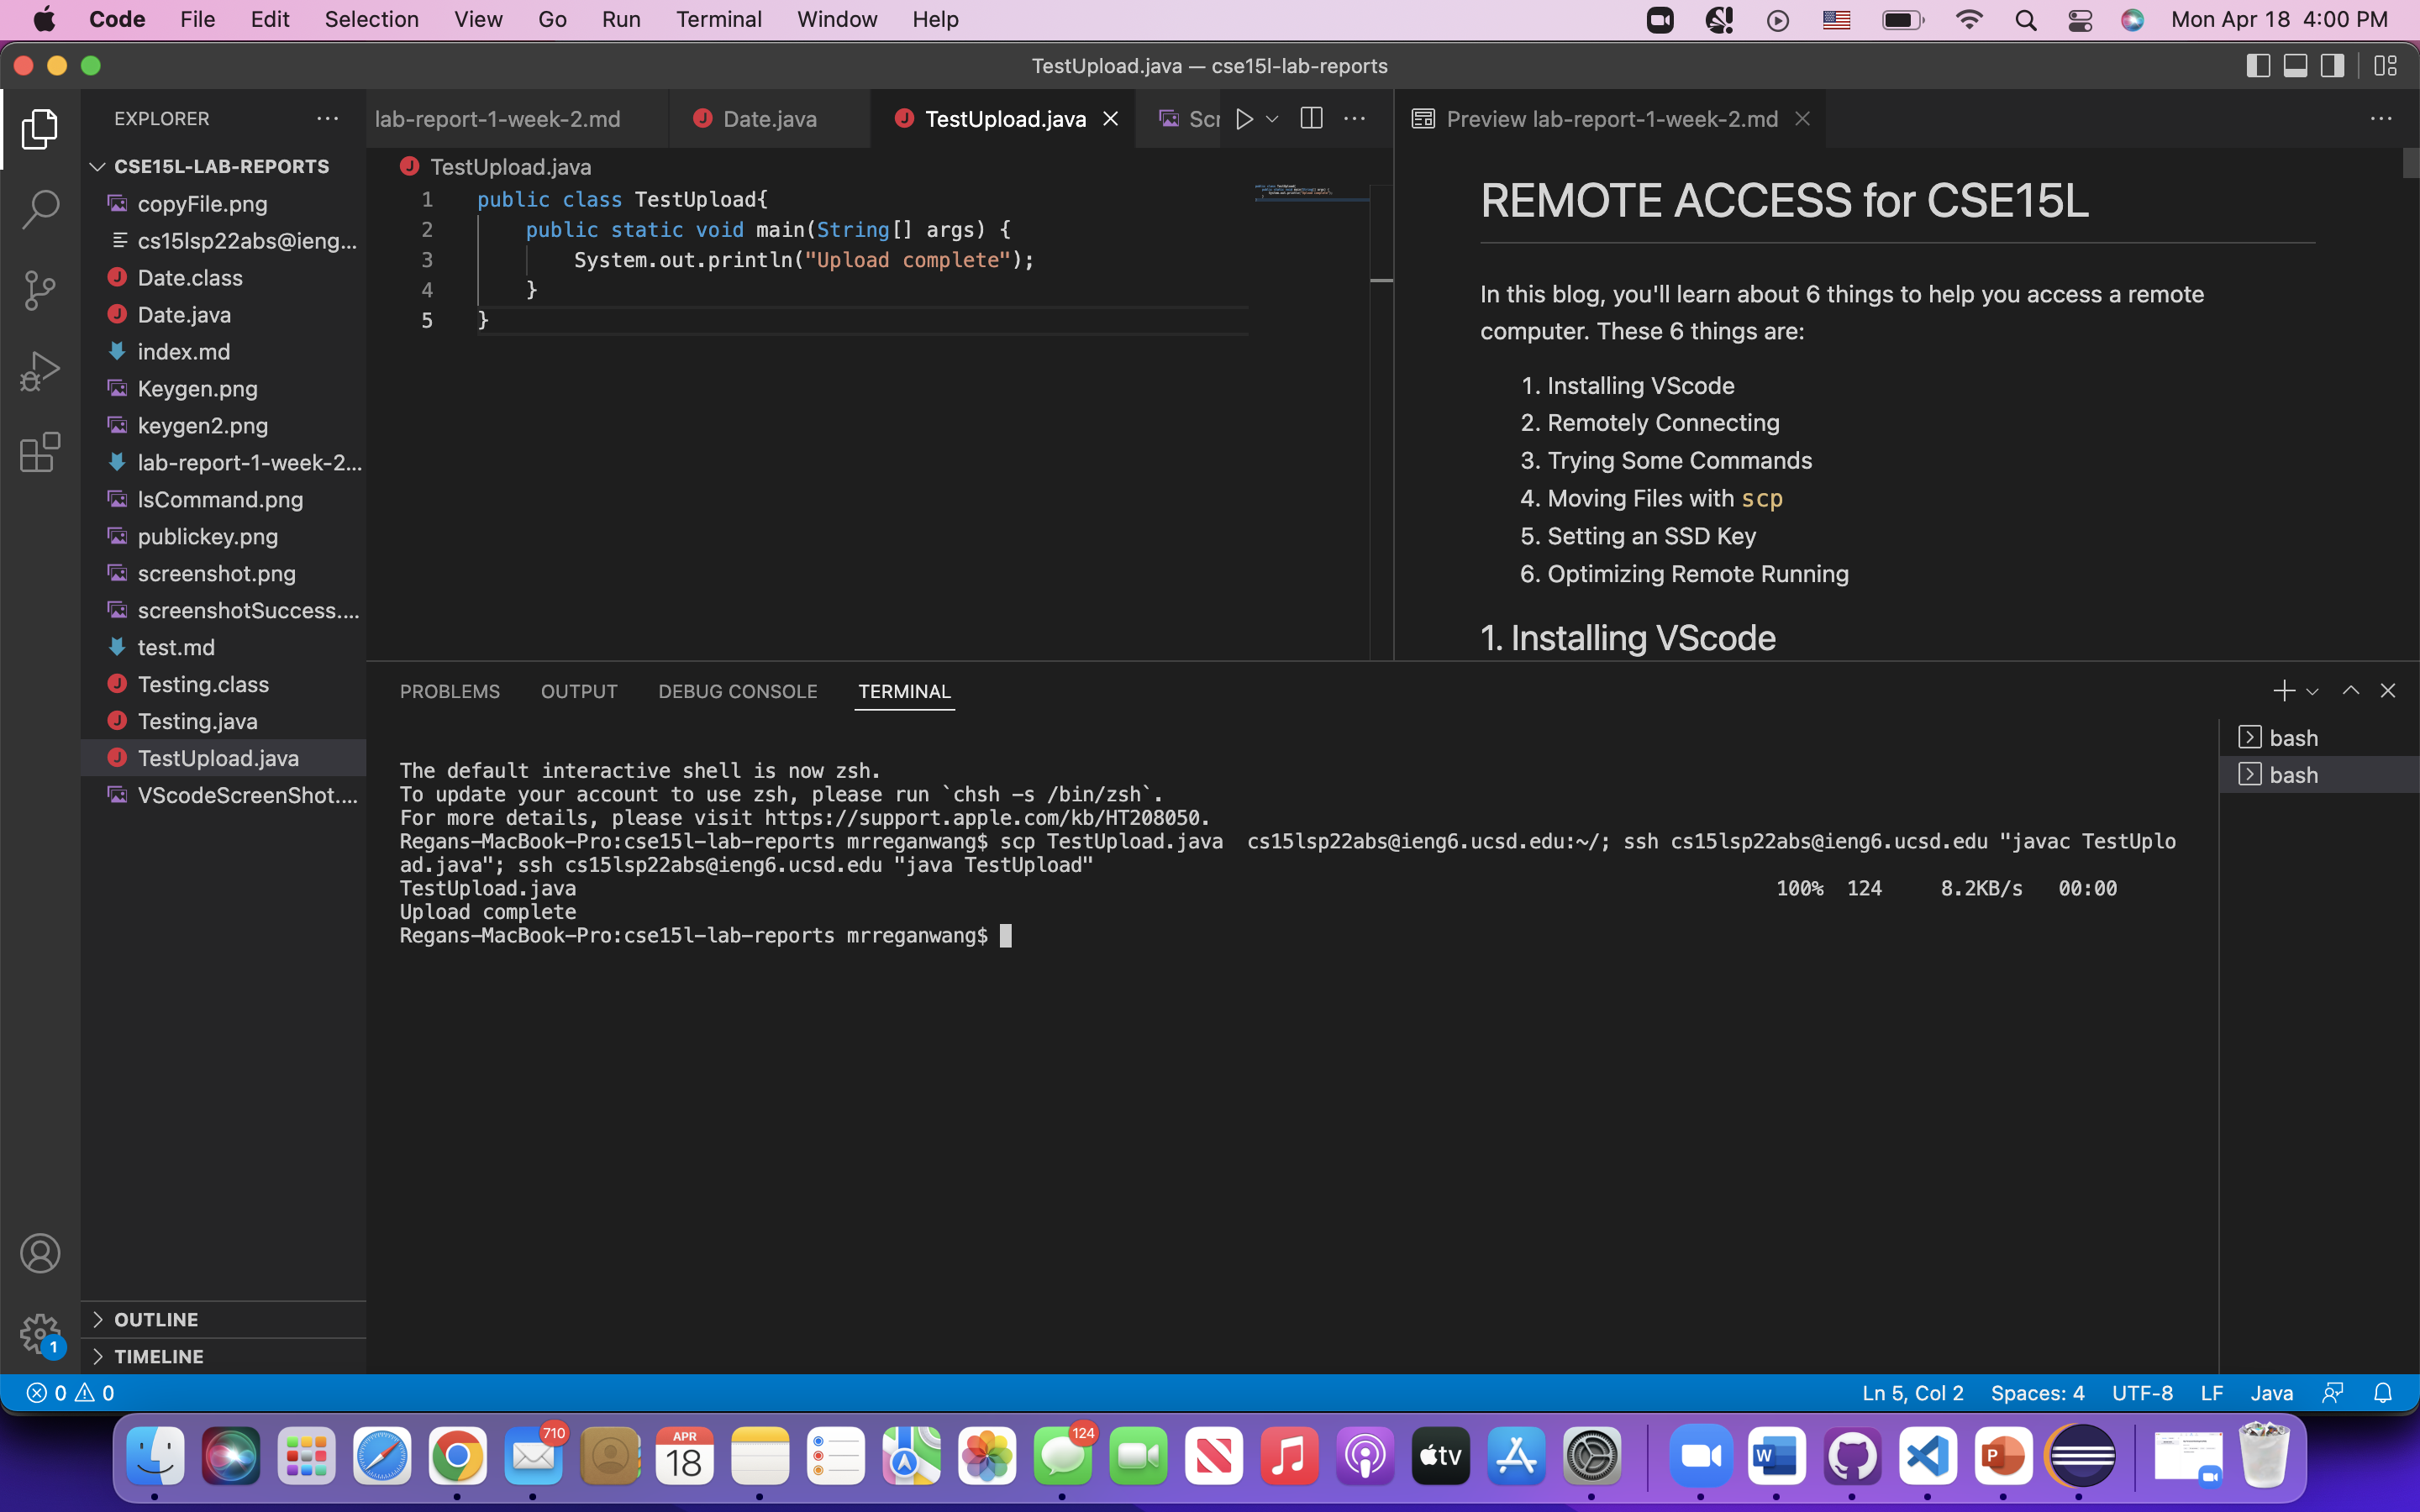 Code File Edit Selection View Go Run Terminal Window Help Mon Apr 18 4:00 PM
TestUpload.java — cse15l-lab-reports
EXPLORER
CSE15L-LAB-REPORTS
copyFile.png
cs15lsp22abs@ieng...
Date.class
Date.java
index.md
Keygen.png
keygen2.png
lab-report-1-week-2...
lsCommand.png
publickey.png
screenshot.png
screenshotSuccess....
test.md
Testing.class
Testing.java
TestUpload.java
VScodeScreenShot....
OUTLINE
TIMELINE
lab-report-1-week-2.md Date.java TestUpload.java Scr
TestUpload.java
1 public class TestUpload{
2 public static void main(String[] args) {
3 System.out.println("Upload complete");
4 }
5 }
Preview lab-report-1-week-2.md
REMOTE ACCESS for CSE15L
In this blog, you'll learn about 6 things to help you access a remote
computer. These 6 things are:
1. Installing VScode
2. Remotely Connecting
3. Trying Some Commands
4. Moving Files with scp
5. Setting an SSD Key
6. Optimizing Remote Running
1. Installing VScode
PROBLEMS OUTPUT DEBUG CONSOLE TERMINAL
bash
bash
The default interactive shell is now zsh.
To update your account to use zsh, please run `chsh -s /bin/zsh`.
For more details, please visit https://support.apple.com/kb/HT208050.
Regans-MacBook-Pro:cse15l-lab-reports mrreganwang$ scp TestUpload.java  cs15lsp22abs@ieng6.ucsd.edu:~/; ssh cs15lsp22abs@ieng6.ucsd.edu "javac TestUplo
ad.java"; ssh cs15lsp22abs@ieng6.ucsd.edu "java TestUpload"
TestUpload.java 100% 124 8.2KB/s 00:00
Upload complete
Regans-MacBook-Pro:cse15l-lab-reports mrreganwang$
1
0 0 Ln 5, Col 2 Spaces: 4 UTF-8 LF Java
710 APR 18 124 tv W P